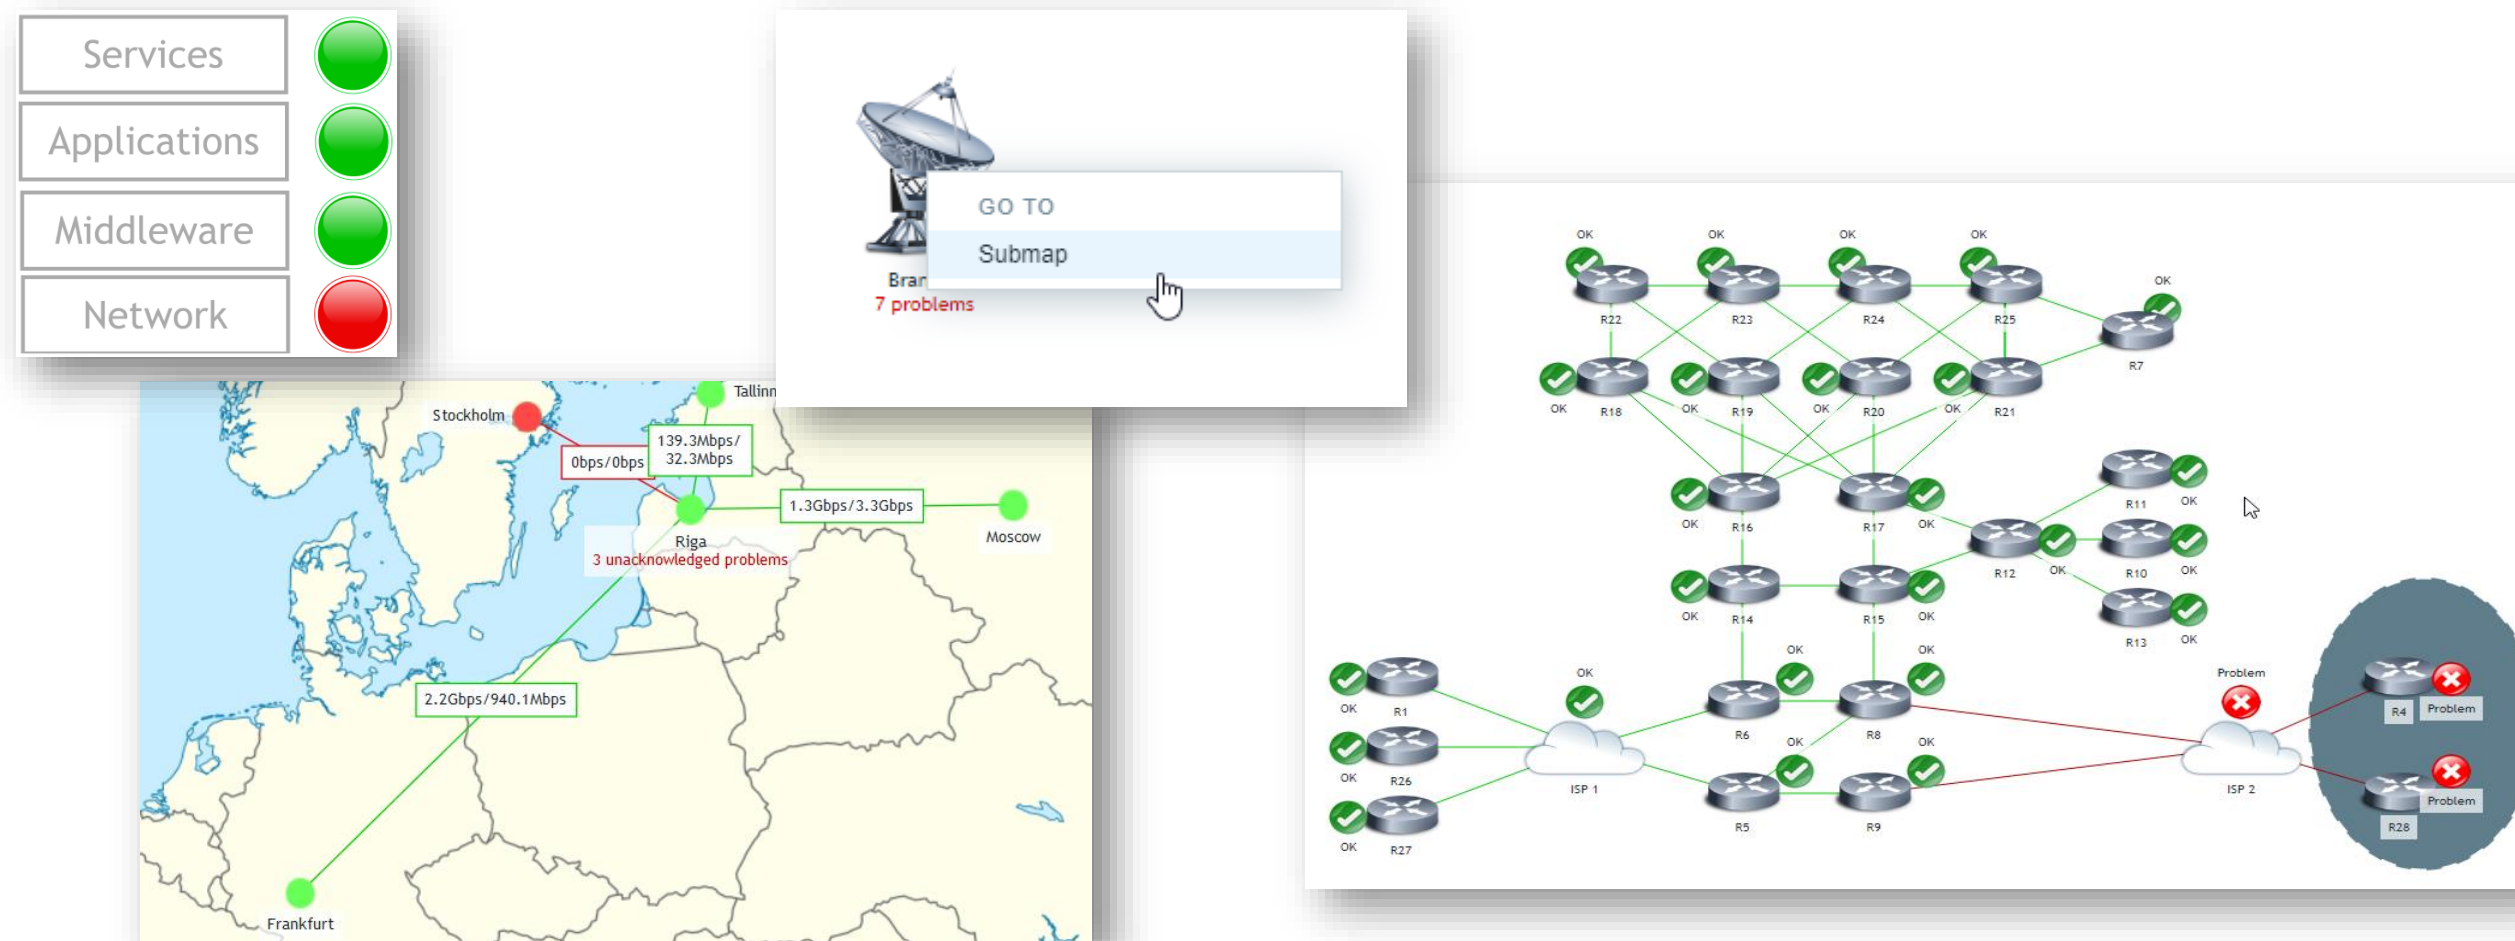 Services
Applications
Middleware
Network
GO TO
Submap
Bran
7 problems
Stockholm
Tallinn
139.3Mbps/
32.3Mbps
0bps/0bps
1.3Gbps/3.3Gbps
Riga
3 unacknowledged problems
Moscow
2.2Gbps/940.1Mbps
Frankfurt
OK OK OK OK
OK
R22 R23 R24 R25
R7
OK R18 OK R19 OK R20 OK R21
OK R16 R17 OK
R11 OK
R12 OK R10 OK
OK R14 R15 OK
R13 OK
OK OK OK Problem
OK R1 R4 Problem
R6 OK R8 OK
OK R26 ISP 1 ISP 2
Problem
R5 R9 R28
OK R27